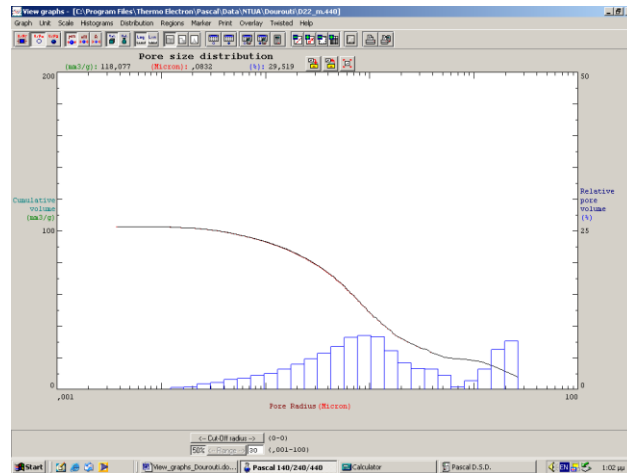 View graphs - [C:\Program Files\Thermo Electron\Pascal\Data\NTUA\Dourouti\D22_m.440]
Graph Unit Scale Histograms Distribution Regions Marker Print Overlay Twisted Help
Pore size distribution
(mm3/g): 118,077 (Micron): ,0832 (%): 29,519
200
50
Cumulative
volume
(mm3/g)
100
Relative
pore
volume
(%)
25
0
0
,001
100
Pore Radius(Micron)
<- Cut-Off radius -> (0-0)
50% <- Range -> 30 (,001-100)
Start
View_graphs_Dourouti.do...
Pascal 140/240/440
Calculator
Pascal D.S.D.
EN
1:02 μμ